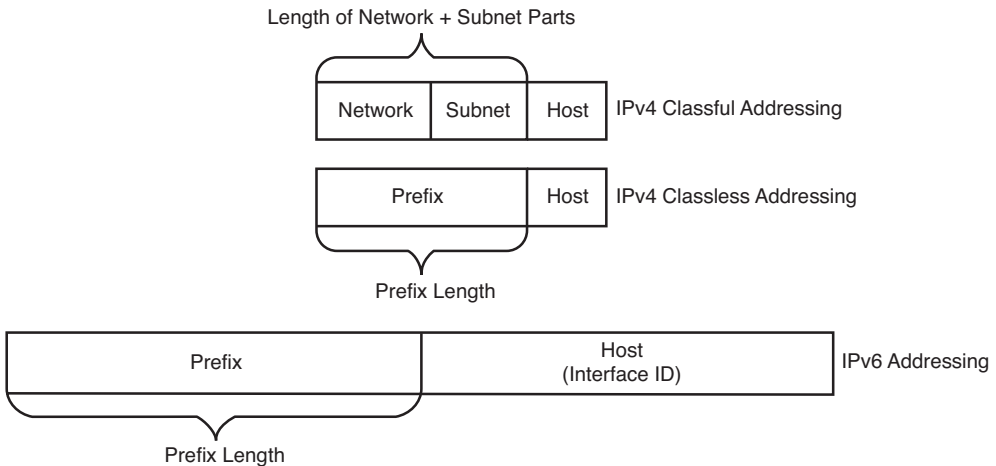 Length of Network + Subnet Parts
Network Subnet Host IPv4 Classful Addressing
Prefix Host IPv4 Classless Addressing
Prefix Length
Prefix Host (Interface ID) IPv6 Addressing
Prefix Length